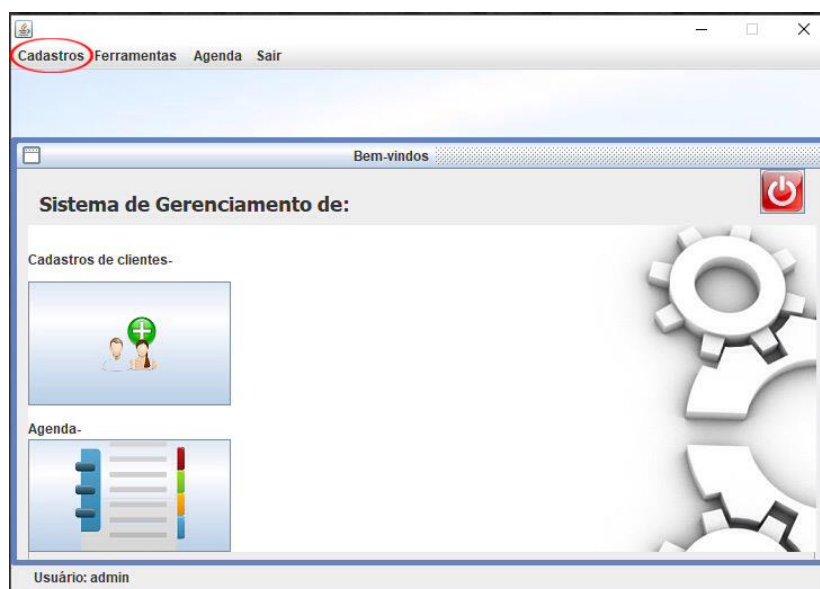 Cadastros Ferramentas Agenda Sair
Bem-vindos
Sistema de Gerenciamento de:
Cadastros de clientes-
Agenda-
Usuário: admin